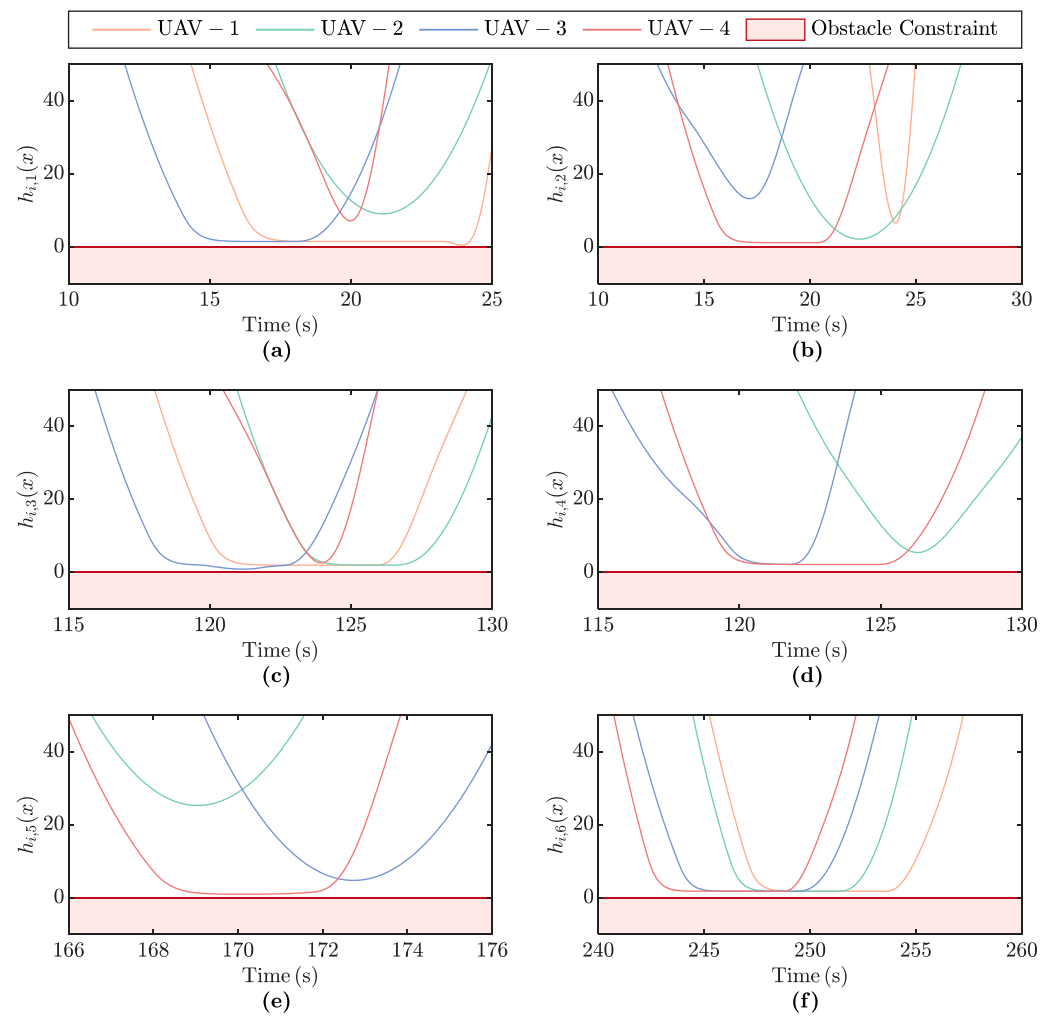 UAV – 1 UAV – 2 UAV – 3 UAV – 4 Obstacle Constraint
h_{i,1}(x)
40
20
0
10 15 20 25
Time (s)
(a)
h_{i,2}(x)
40
20
0
10 15 20 25 30
Time (s)
(b)
h_{i,3}(x)
40
20
0
115 120 125 130
Time (s)
(c)
h_{i,4}(x)
40
20
0
115 120 125 130
Time (s)
(d)
h_{i,5}(x)
40
20
0
166 168 170 172 174 176
Time (s)
(e)
h_{i,6}(x)
40
20
0
240 245 250 255 260
Time (s)
(f)